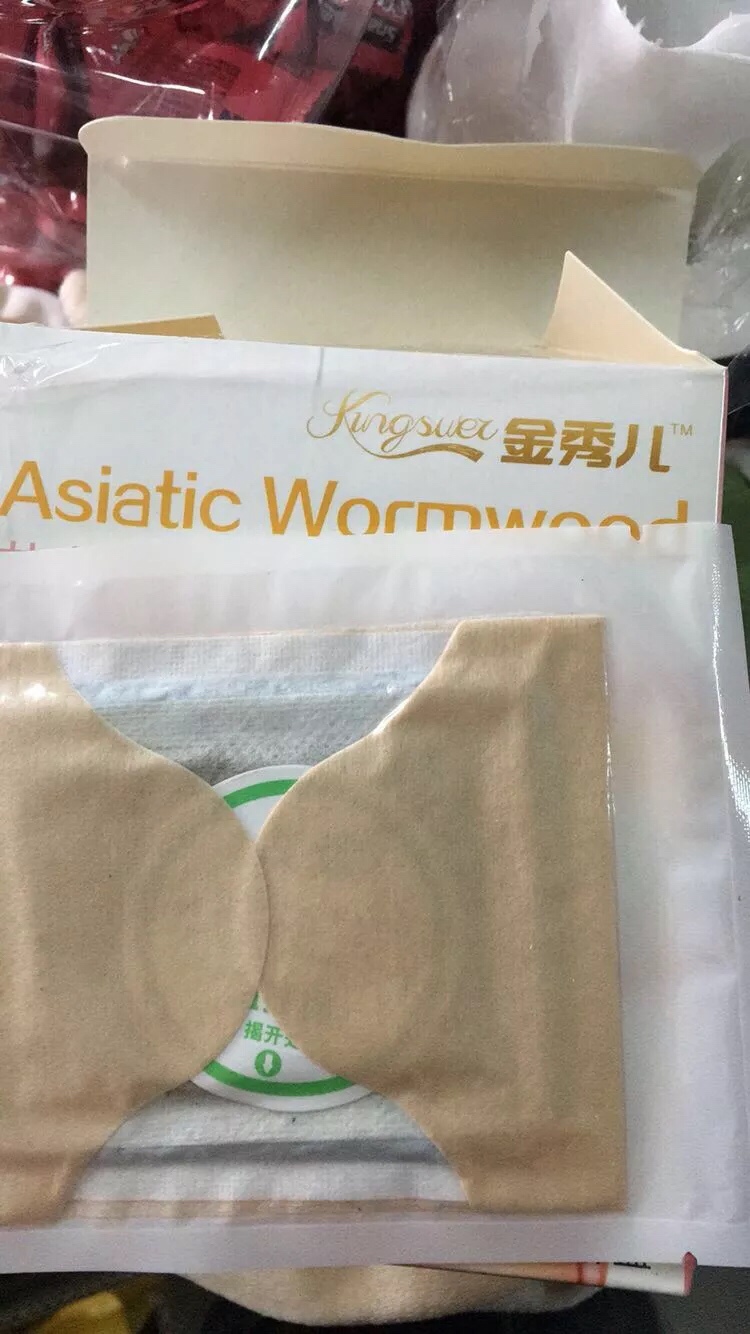 Kingsuer 金秀儿™
Asiatic Wormwood
揭开